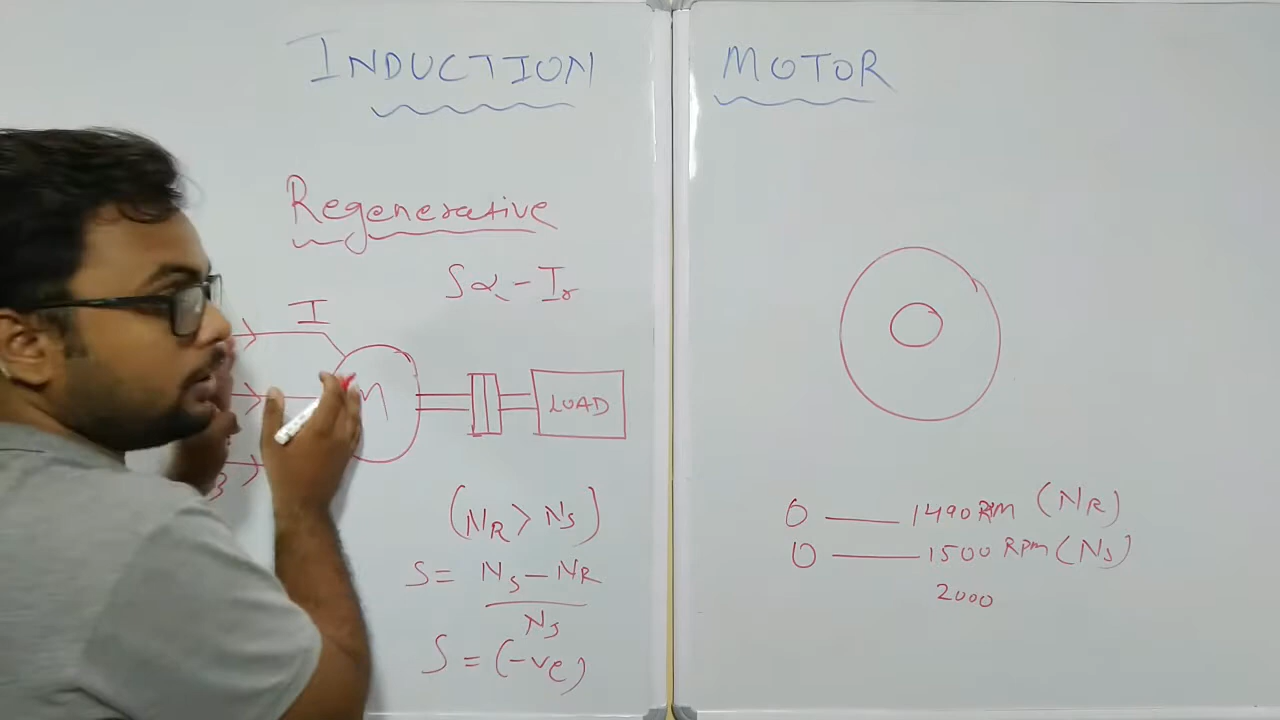 INDUCTION MOTOR
Regenerative
S α - Ir
I
M
LOAD
3
(NR > NS)
S = NS - NR
NS
S = (-ve)
0 — 1490 RPM (NR)
0 — 1500 RPM (NS)
2000